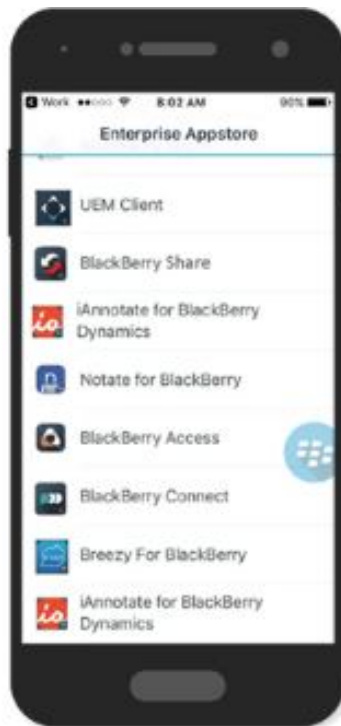 Work 8:02 AM 90%
Enterprise Appstore
UEM Client
BlackBerry Share
iAnnotate for BlackBerry
Dynamics
Notate for BlackBerry
BlackBerry Access
BlackBerry Connect
Breezy For BlackBerry
iAnnotate for BlackBerry
Dynamics